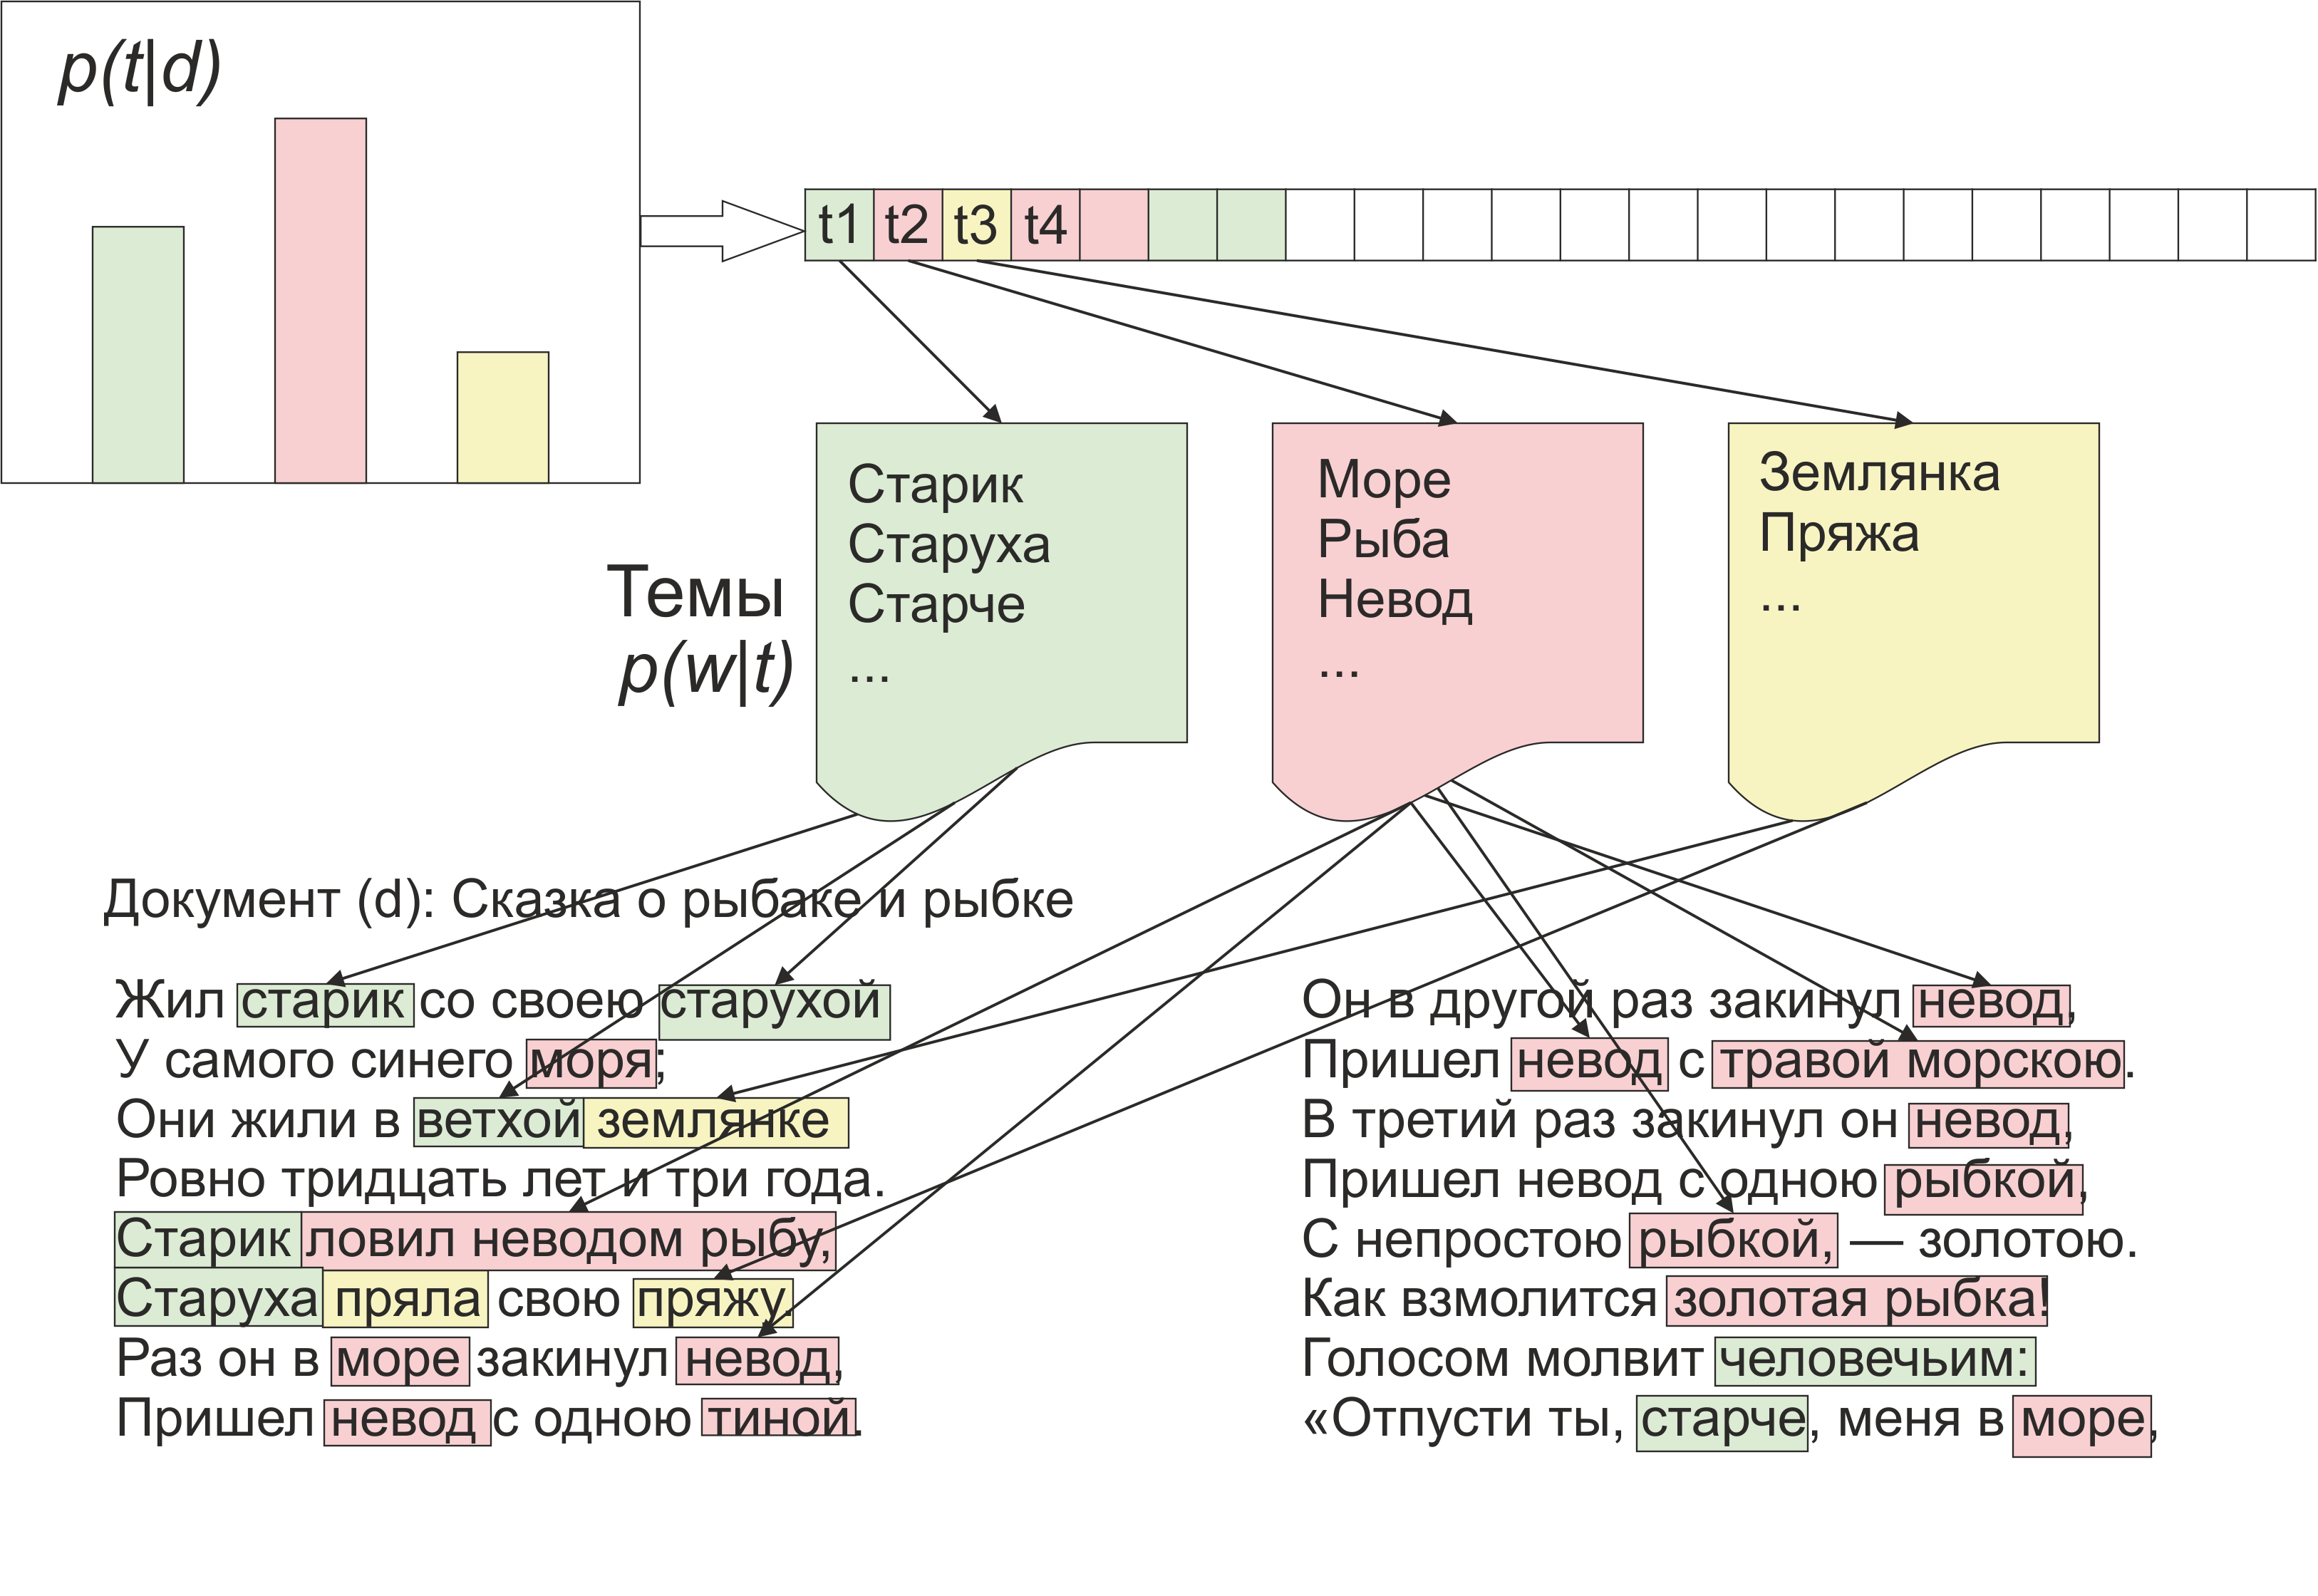 p(t|d)
t1 t2 t3 t4
Старик
Старуха
Старче
...
Море
Рыба
Невод
...
Землянка
Пряжа
...
Темы
p(w|t)
Документ (d): Сказка о рыбаке и рыбке
Жил старик со своею старухой
У самого синего моря;
Они жили в ветхой землянке
Ровно тридцать лет и три года.
Старик ловил неводом рыбу,
Старуха пряла свою пряжу.
Раз он в море закинул невод,
Пришел невод с одною тиной.
Он в другой раз закинул невод,
Пришел невод с травой морскою.
В третий раз закинул он невод,
Пришел невод с одною рыбкой,
С непростою рыбкой, — золотою.
Как взмолится золотая рыбка!
Голосом молвит человечьим:
«Отпусти ты, старче, меня в море,